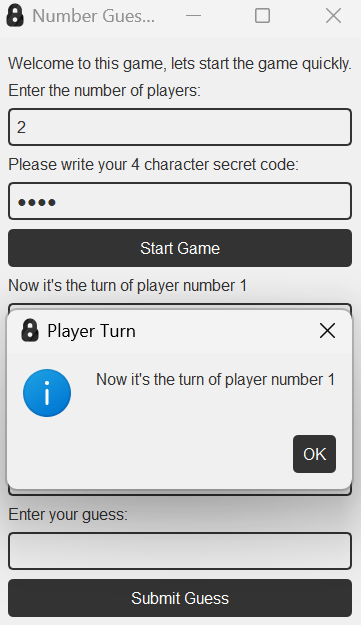 Number Gues...
Welcome to this game, lets start the game quickly.
Enter the number of players:
2
Please write your 4 character secret code:
●●●●
Start Game
Now it's the turn of player number 1
Player Turn
Now it's the turn of player number 1
OK
Enter your guess:
Submit Guess